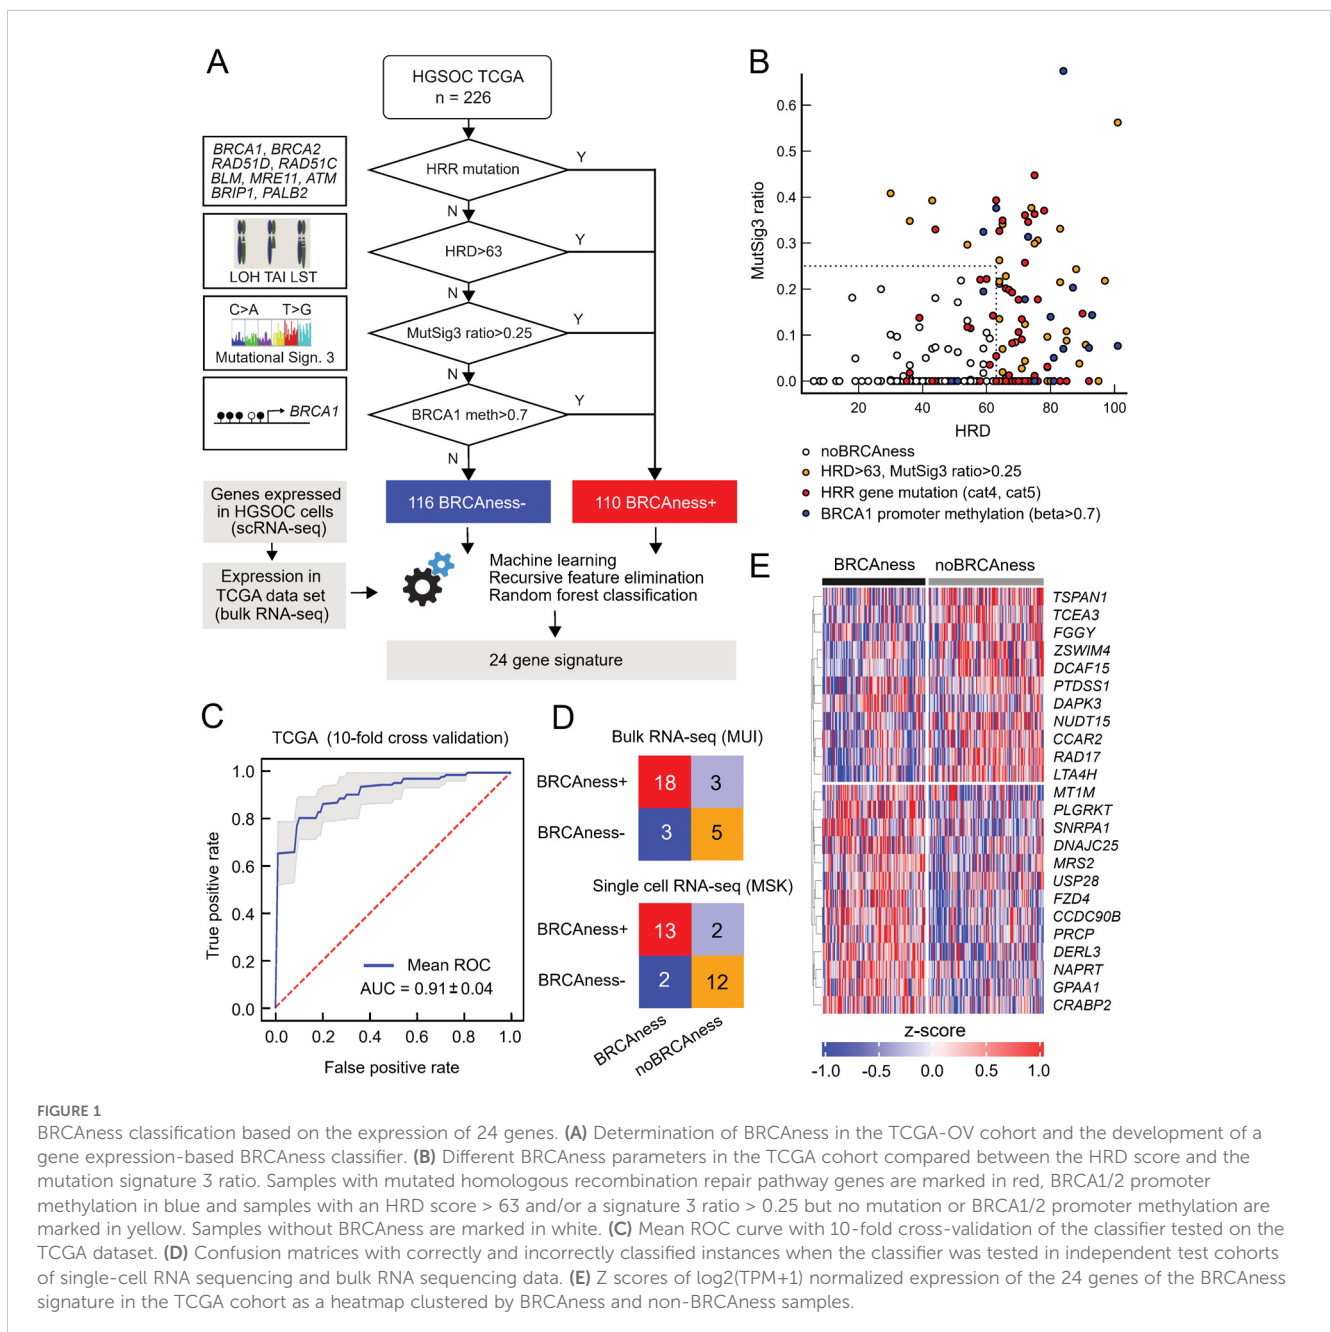 A
HGSOC TCGA
n = 226
BRCA1, BRCA2
RAD51D, RAD51C
BLM, MRE11, ATM
BRIP1, PALB2
HRR mutation
Y
N
LOH TAI LST
HRD>63
Y
N
C>A T>G
Mutational Sign. 3
MutSig3 ratio>0.25
Y
N
BRCA1
BRCA1 meth>0.7
Y
N
Genes expressed
in HGSOC cells
(scRNA-seq)
116 BRCAness-
110 BRCAness+
Expression in
TCGA data set
(bulk RNA-seq)
Machine learning
Recursive feature elimination
Random forest classification
24 gene signature
B
MutSig3 ratio
0.6
0.5
0.4
0.3
0.2
0.1
0.0
20 40 60 80 100
HRD
noBRCAness
HRD>63, MutSig3 ratio>0.25
HRR gene mutation (cat4, cat5)
BRCA1 promoter methylation (beta>0.7)
C
TCGA (10-fold cross validation)
True positive rate
1.0
0.8
0.6
0.4
0.2
0.0
Mean ROC
AUC = 0.91±0.04
0.0 0.2 0.4 0.6 0.8 1.0
False positive rate
D
Bulk RNA-seq (MUI)
BRCAness+ 18 3
BRCAness- 3 5
Single cell RNA-seq (MSK)
BRCAness+ 13 2
BRCAness- 2 12
BRCAness
noBRCAness
E
BRCAness noBRCAness
TSPAN1
TCEA3
FGGY
ZSWIM4
DCAF15
PTDSS1
DAPK3
NUDT15
CCAR2
RAD17
LTA4H
MT1M
PLGRKT
SNRPA1
DNAJC25
MRS2
USP28
FZD4
CCDC90B
PRCP
DERL3
NAPRT
GPAA1
CRABP2
z-score
-1.0 -0.5 0.0 0.5 1.0
FIGURE 1
BRCAness classification based on the expression of 24 genes. (A) Determination of BRCAness in the TCGA-OV cohort and the development of a
gene expression-based BRCAness classifier. (B) Different BRCAness parameters in the TCGA cohort compared between the HRD score and the
mutation signature 3 ratio. Samples with mutated homologous recombination repair pathway genes are marked in red, BRCA1/2 promoter
methylation in blue and samples with an HRD score > 63 and/or a signature 3 ratio > 0.25 but no mutation or BRCA1/2 promoter methylation are
marked in yellow. Samples without BRCAness are marked in white. (C) Mean ROC curve with 10-fold cross-validation of the classifier tested on the
TCGA dataset. (D) Confusion matrices with correctly and incorrectly classified instances when the classifier was tested in independent test cohorts
of single-cell RNA sequencing and bulk RNA sequencing data. (E) Z scores of log2(TPM+1) normalized expression of the 24 genes of the BRCAness
signature in the TCGA cohort as a heatmap clustered by BRCAness and non-BRCAness samples.